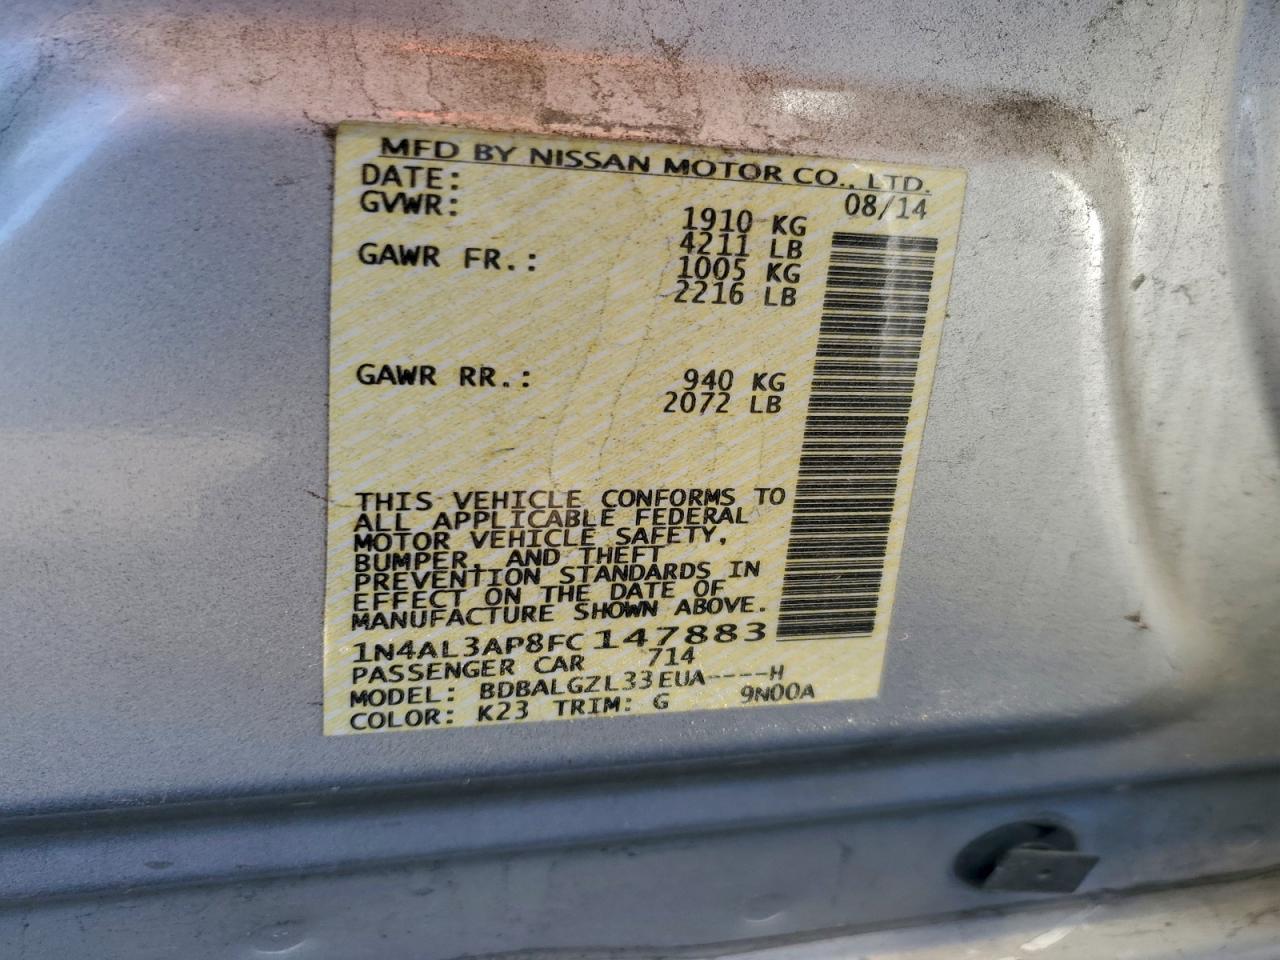 MFD BY NISSAN MOTOR CO., LTD.
DATE: 08/14
GVWR: 1910 KG
4211 LB
GAWR FR.: 1005 KG
2216 LB
GAWR RR.: 940 KG
2072 LB
THIS VEHICLE CONFORMS TO
ALL APPLICABLE FEDERAL
MOTOR VEHICLE SAFETY,
BUMPER, AND THEFT
PREVENTION STANDARDS IN
EFFECT ON THE DATE OF
MANUFACTURE SHOWN ABOVE.
1N4AL3AP8FC147883
PASSENGER CAR 714
MODEL: BDBALGZL33EUA----H
COLOR: K23 TRIM: G 9N00A